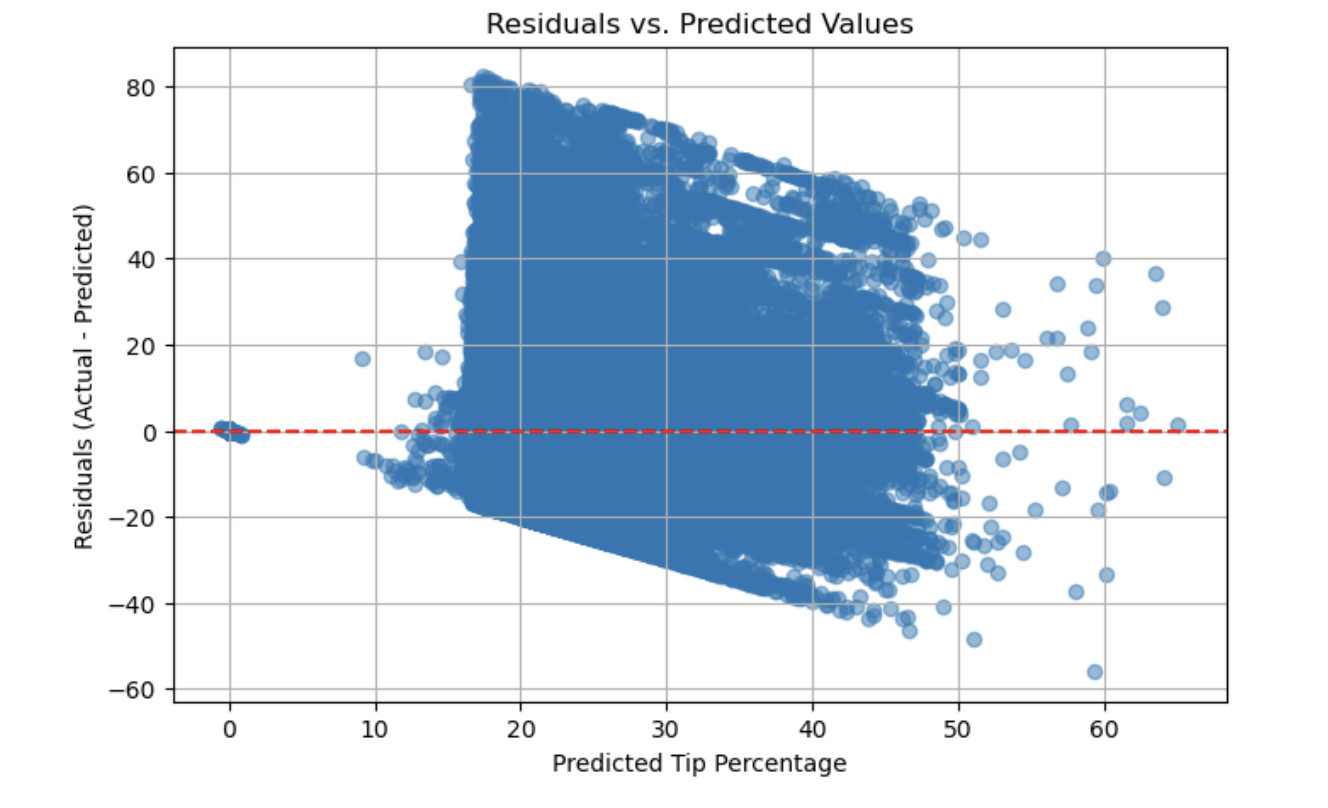 Residuals vs. Predicted Values
80
60
40
20
0
−20
−40
−60
Residuals (Actual - Predicted)
0 10 20 30 40 50 60
Predicted Tip Percentage